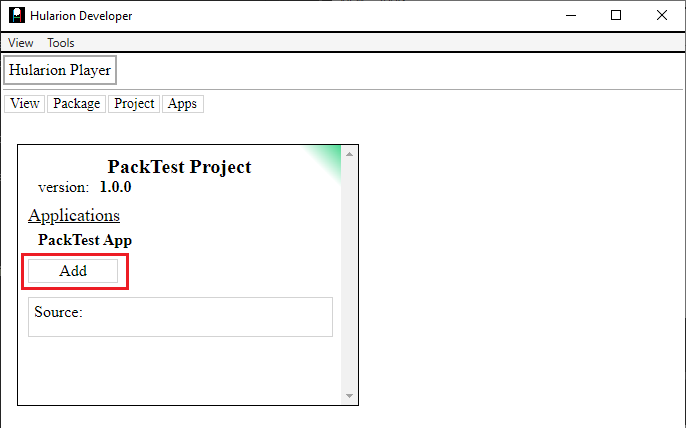 Hularion Developer
View Tools
Hularion Player
View Package Project Apps
PackTest Project
version: 1.0.0
Applications
PackTest App
Add
Source: